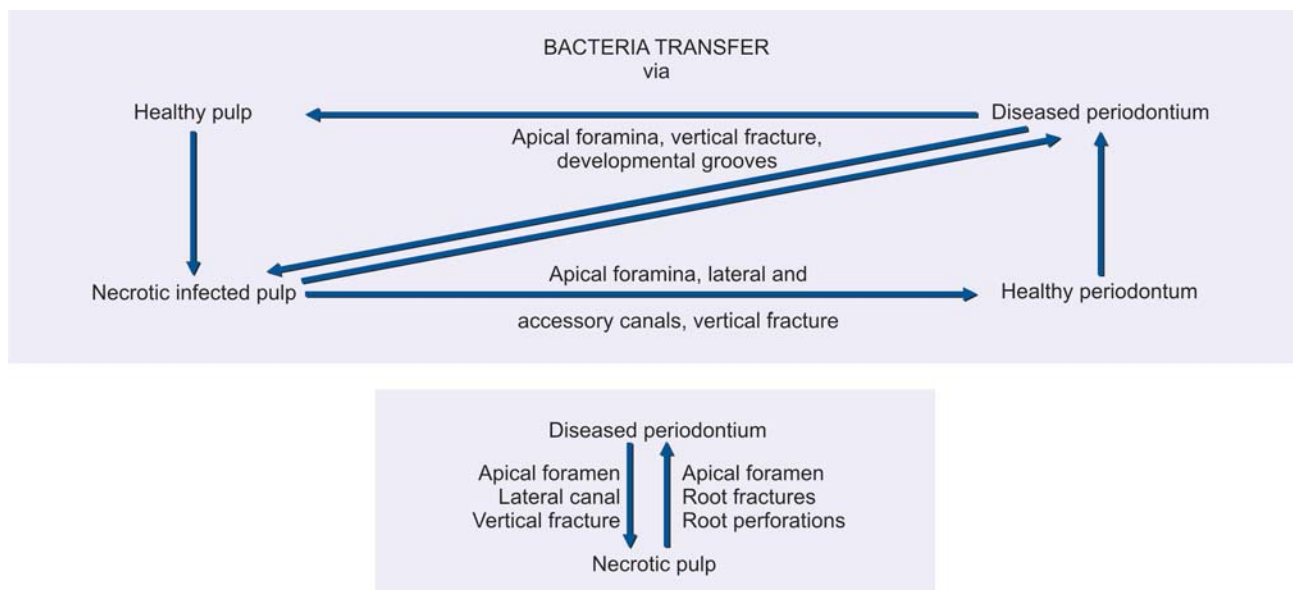 BACTERIA TRANSFER
via
Healthy pulp
Diseased periodontium
Apical foramina, vertical fracture,
developmental grooves
Necrotic infected pulp
Apical foramina, lateral and
accessory canals, vertical fracture
Healthy periodontum
Diseased periodontium
Apical foramen
Lateral canal
Vertical fracture
Apical foramen
Root fractures
Root perforations
Necrotic pulp